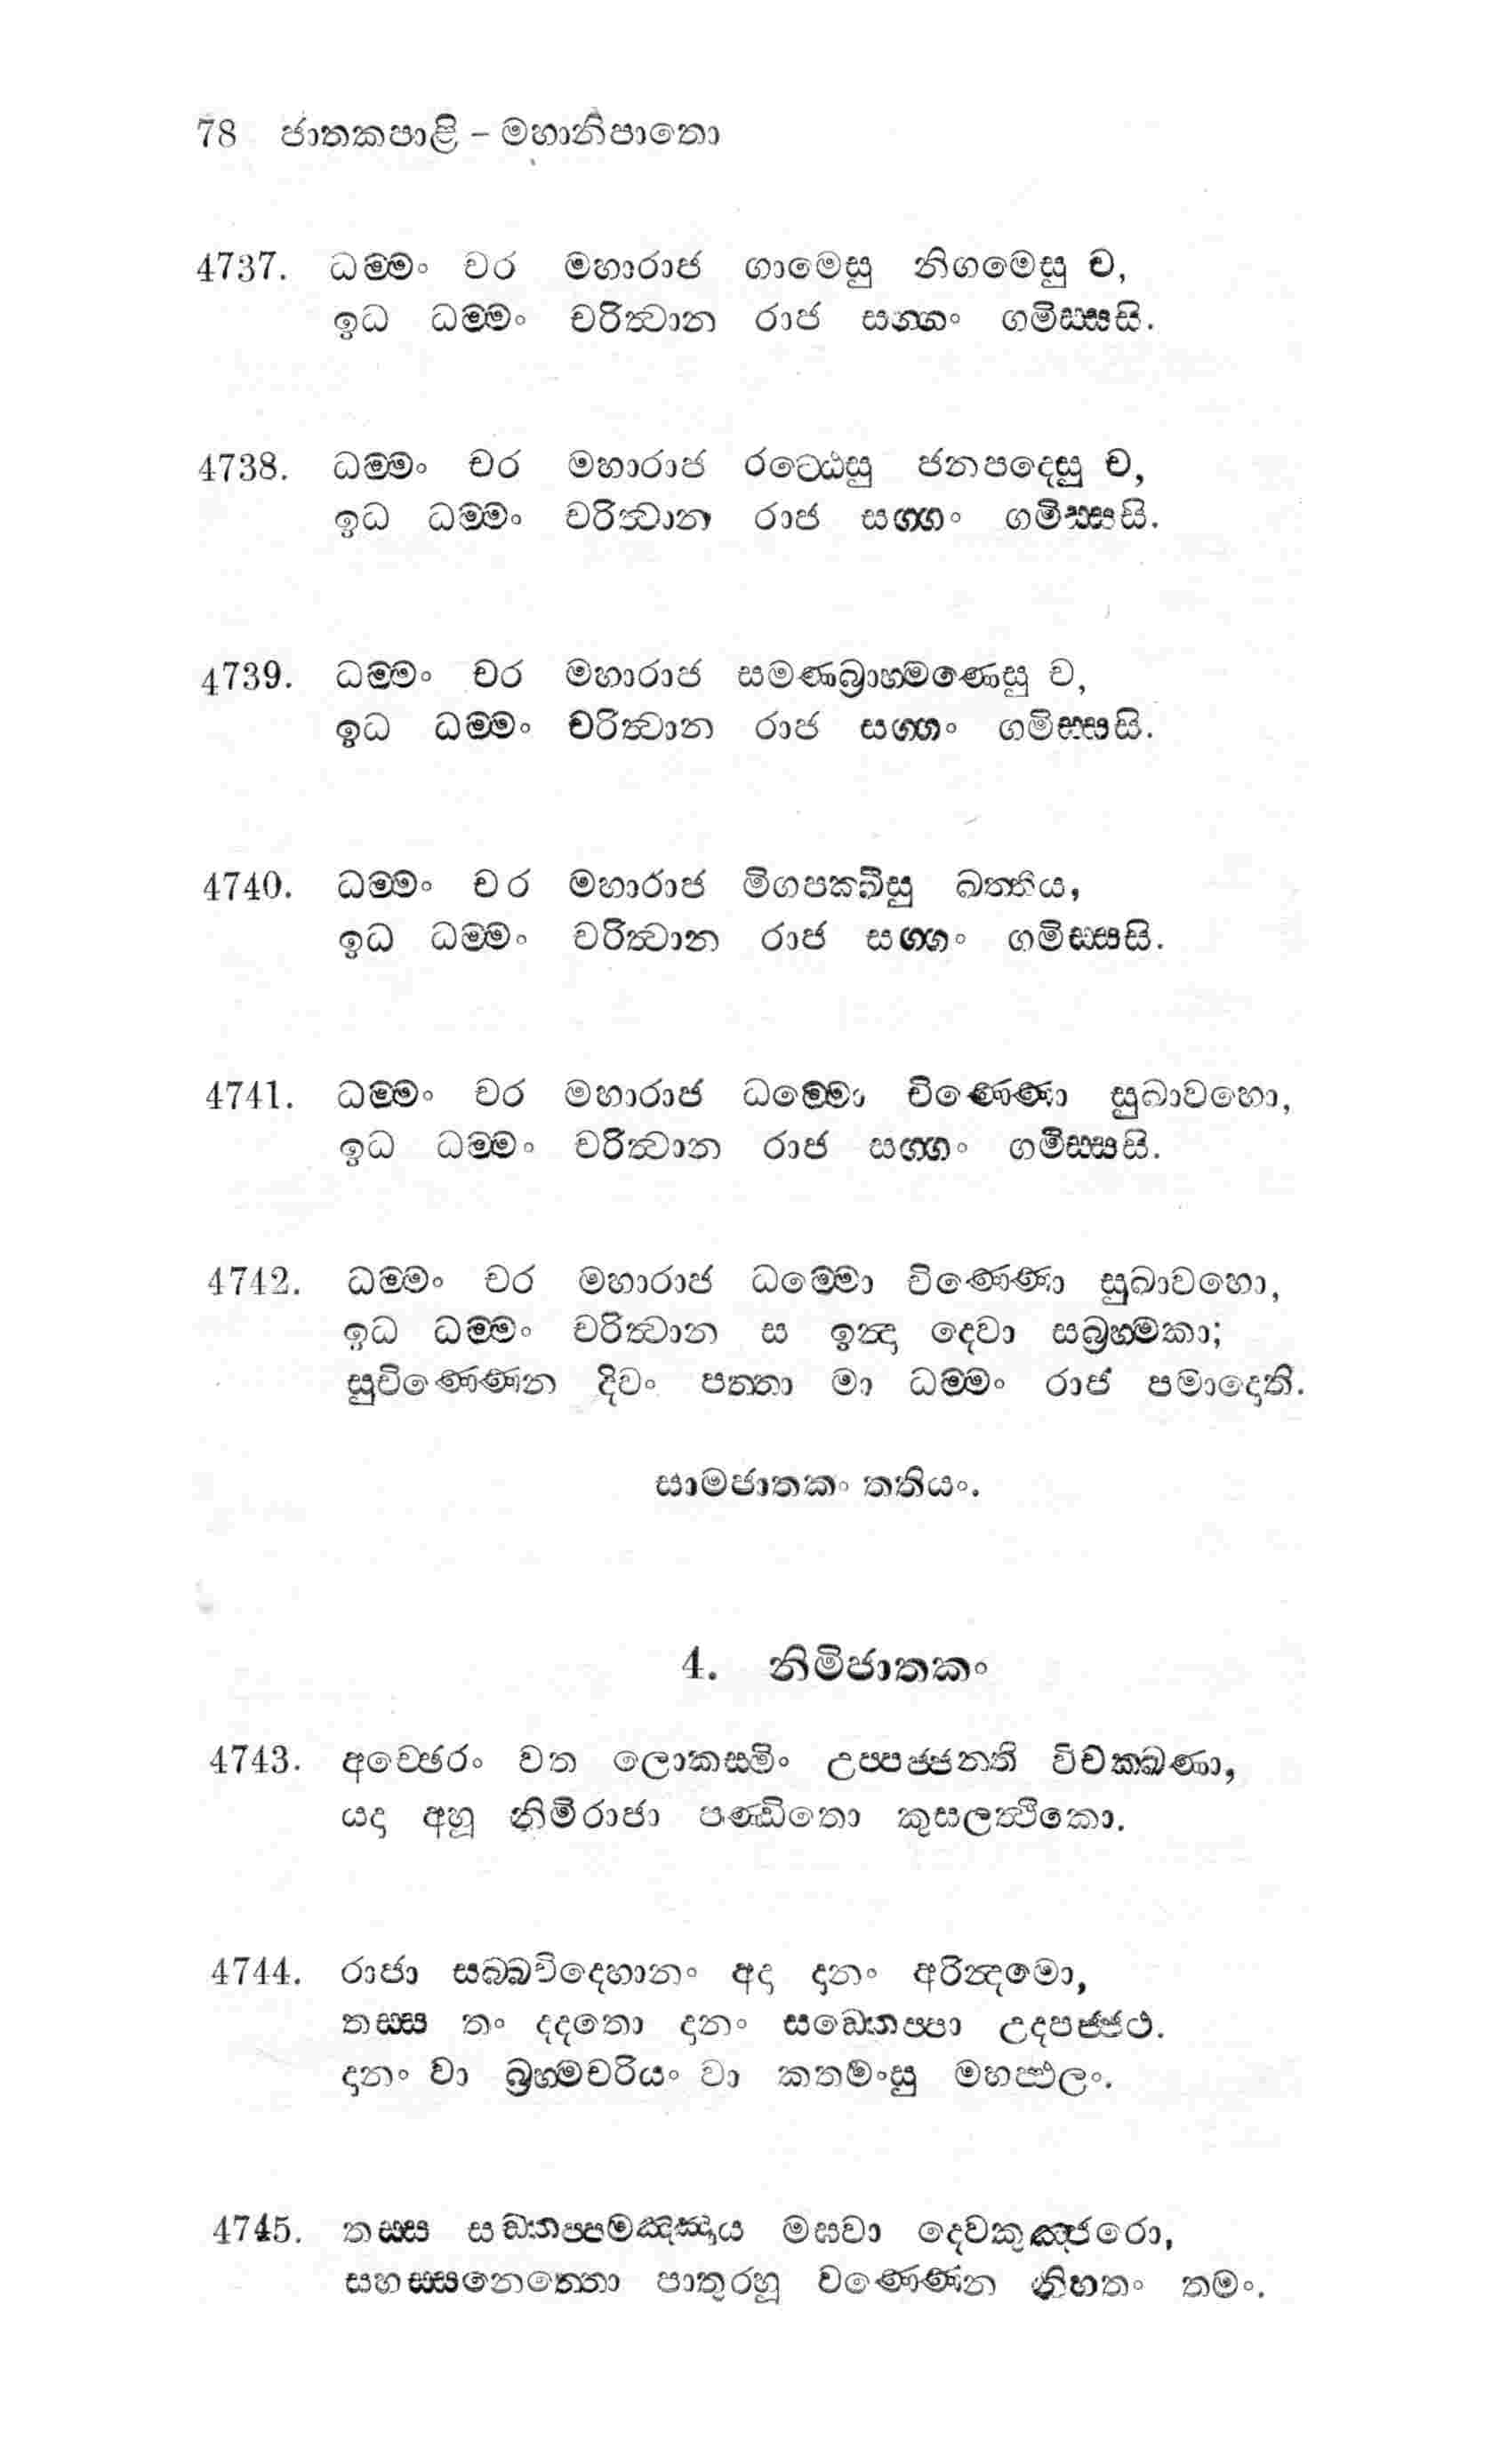 78 ජාතකපාළි – මහානිපාතො
4737. ධම්මං චර මහාරාජ ගාමෙසු නිගමෙසු ච,
ඉධ ධම්මං චරිත්වාන රාජ සග්ගං ගමිස්සසි.
4738. ධම්මං චර මහාරාජ රට්ඨෙසු ජනපදෙසු ච,
ඉධ ධම්මං චරිත්වාන රාජ සග්ගං ගමිස්සසි.
4739. ධම්මං චර මහාරාජ සමණබ්‍රාහ්මණෙසු ච,
ඉධ ධම්මං චරිත්වාන රාජ සග්ගං ගමිස්සසි.
4740. ධම්මං චර මහාරාජ මිගපක්ඛීසු ඛත්තිය,
ඉධ ධම්මං චරිත්වාන රාජ සග්ගං ගමිස්සසි.
4741. ධම්මං චර මහාරාජ ධම්මො චිණ්ණො සුඛාවහො,
ඉධ ධම්මං චරිත්වාන රාජ සග්ගං ගමිස්සසි.
4742. ධම්මං චර මහාරාජ ධම්මො චිණ්ණො සුඛාවහො,
ඉධ ධම්මං චරිත්වාන ස ඉන්දා දෙවා සබ්‍රහ්මකා;
සුචිණ්ණෙන දිවං පත්තා මා ධම්මං රාජ පමාදොති.
සාමජාතකං තතියං.
4. නිමිජාතකං
4743. අච්ඡෙරං වත ලොකස්මිං උප්පජ්ජන්ති විචක්ඛණා,
යදා අහූ නිමිරාජා පණ්ඩිතො කුසලත්ථිකො.
4744. රාජා සබ්බවිදෙහානං අදා දානං අරින්දමො,
තස්ස තං දදතො දානං සඞ්කප්පො උදපජ්ජථ.
දානං වා බ්‍රහ්මචරියං වා කතමංසු මහප්ඵලං.
4745. තස්ස සඞ්කප්පමඤ්ඤාය මඝවා දෙවකුඤ්ජරො,
සහස්සනෙත්තො පාතුරහූ වණ්ණෙන නිහතං තමං.